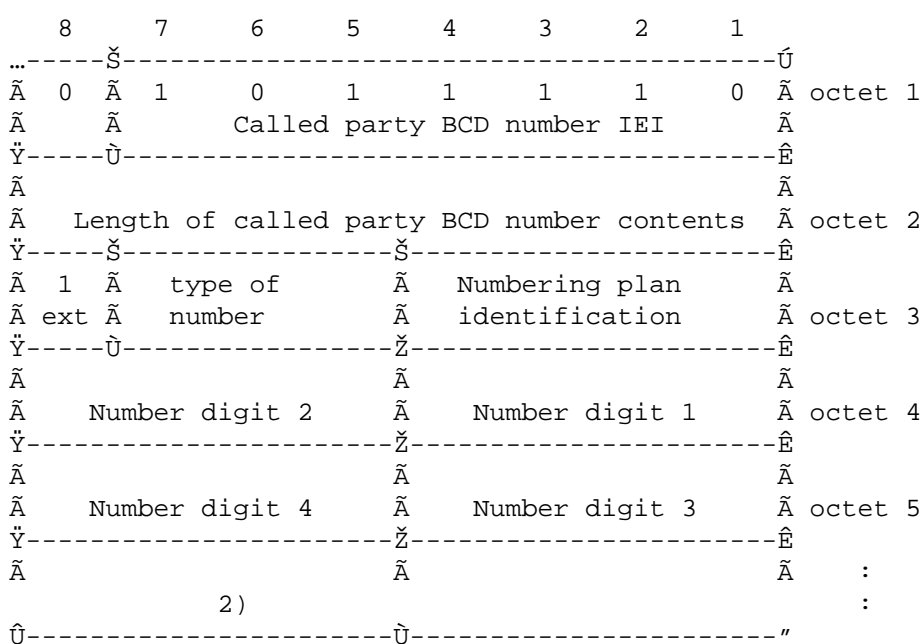 8 7 6 5 4 3 2 1
…-----Š-----------------------------------------Ú
Ã 0 Ã 1 0 1 1 1 1 0 Ã octet 1
Ã Ã Called party BCD number IEI Ã
Ÿ-----Ù-----------------------------------------Ê
Ã Ã
Ã Length of called party BCD number contents Ã octet 2
Ÿ-----Š-----------------Š-----------------------Ê
Ã 1 Ã type of Ã Numbering plan Ã
Ã ext Ã number Ã identification Ã octet 3
Ÿ-----Ù-----------------Ž-----------------------Ê
Ã Ã Ã
Ã Number digit 2 Ã Number digit 1 Ã octet 4
Ÿ-----------------------Ž-----------------------Ê
Ã Ã Ã
Ã Number digit 4 Ã Number digit 3 Ã octet 5
Ÿ-----------------------Ž-----------------------Ê
Ã Ã Ã :
2) :
Û-----------------------Ù-----------------------"